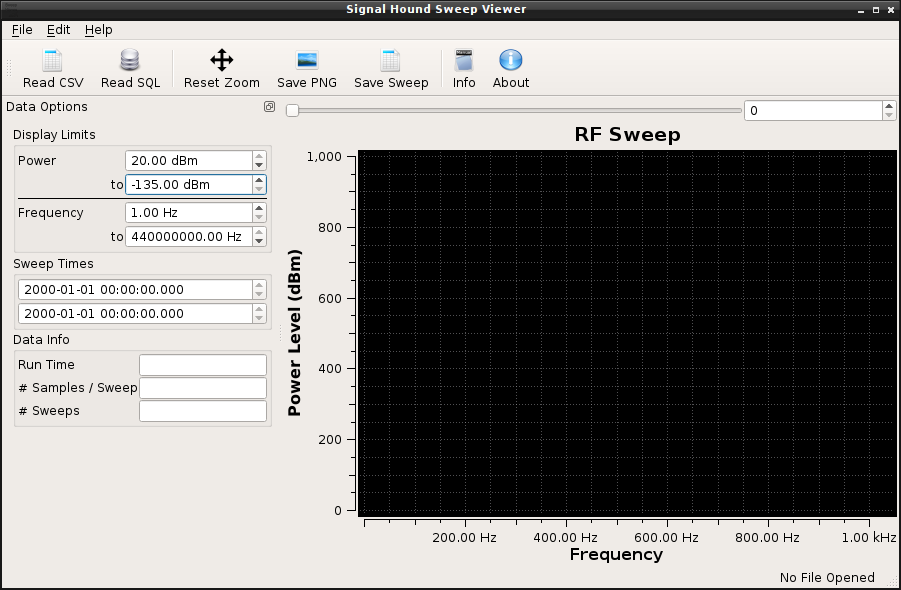 Signal Hound Sweep Viewer
File Edit Help
Read CSV Read SQL Reset Zoom Save PNG Save Sweep Info About
Data Options
0
Display Limits
Power 20.00 dBm
to -135.00 dBm
Frequency 1.00 Hz
to 440000000.00 Hz
Sweep Times
2000-01-01 00:00:00.000
2000-01-01 00:00:00.000
Data Info
Run Time
# Samples / Sweep
# Sweeps
RF Sweep
Power Level (dBm)
1,000
800
600
400
200
0
200.00 Hz 400.00 Hz 600.00 Hz 800.00 Hz 1.00 kHz
Frequency
No File Opened